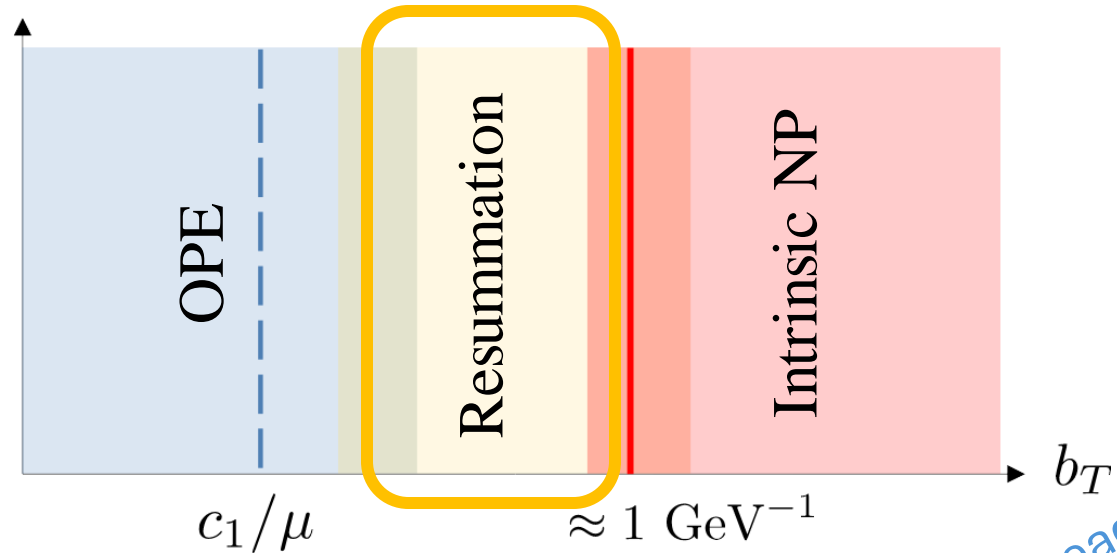 OPE
Resummation
Intrinsic NP
b_T
c_1/μ
≈ 1 GeV^{-1}